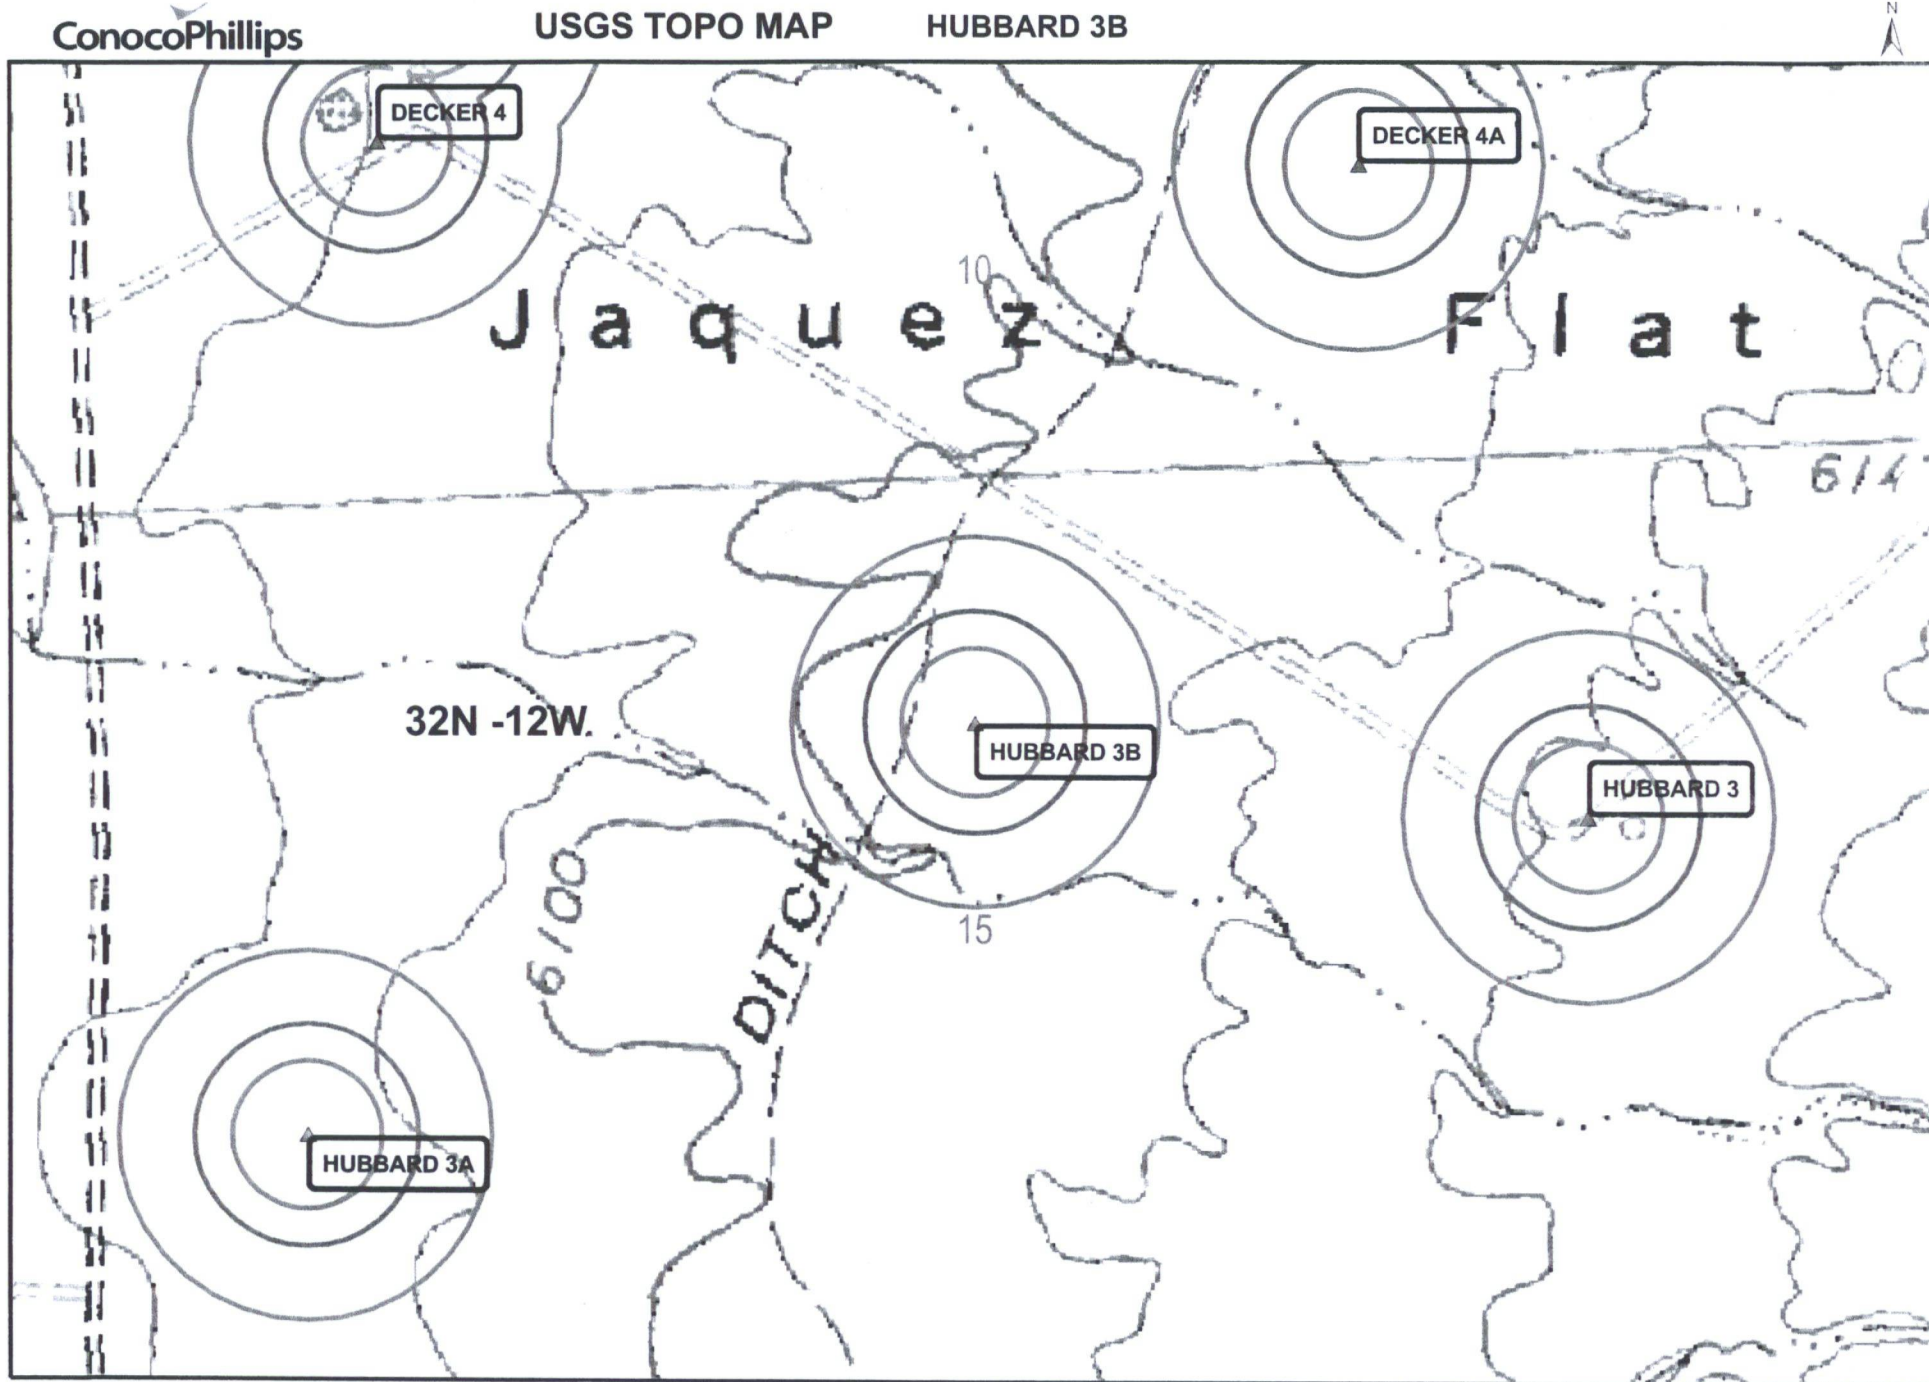 ConocoPhillips
USGS TOPO MAP
HUBBARD 3B
N
DECKER 4
DECKER 4A
10
Jaquez Flat
614
32N -12W.
HUBBARD 3B
HUBBARD 3
6100
DITCH
15
HUBBARD 3A